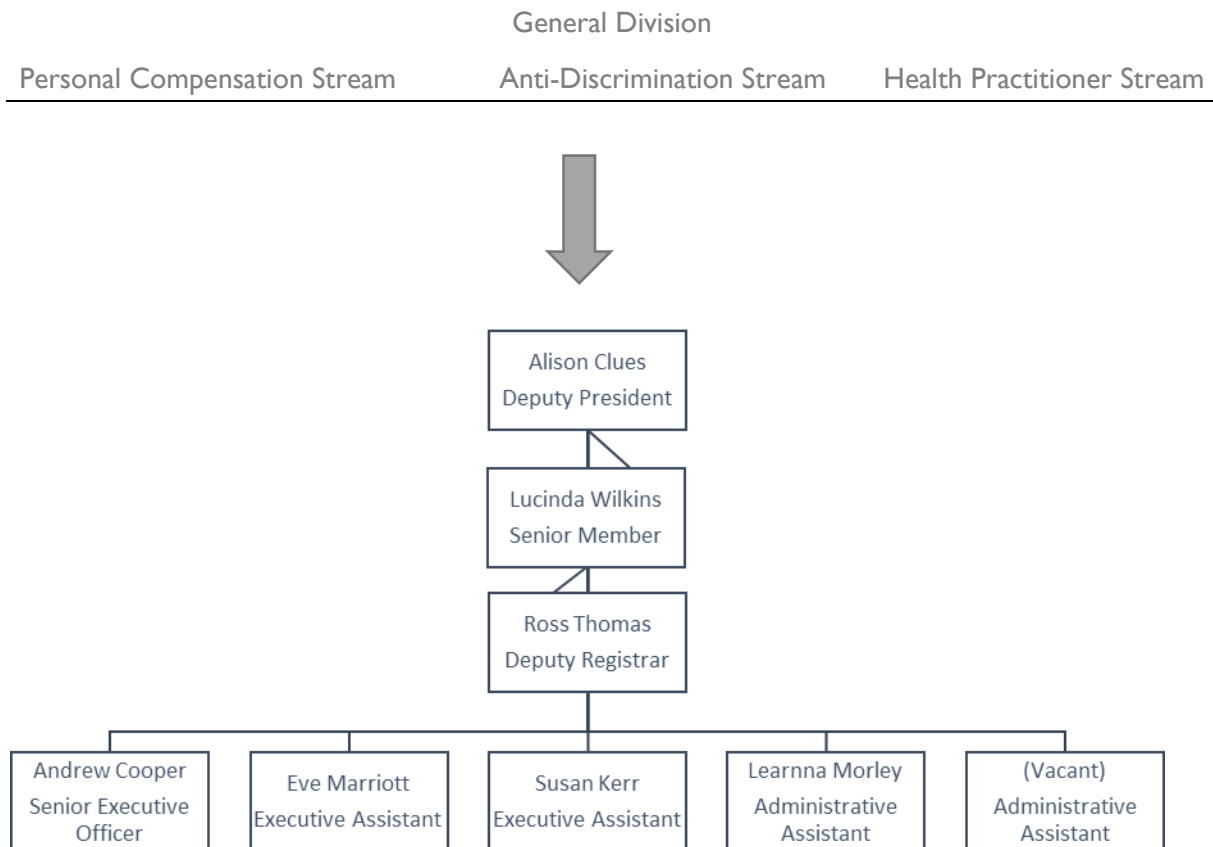 General Division
Personal Compensation Stream Anti-Discrimination Stream Health Practitioner Stream
Alison Clues
Deputy President
Lucinda Wilkins
Senior Member
Ross Thomas
Deputy Registrar
Andrew Cooper
Senior Executive
Officer
Eve Marriott
Executive Assistant
Susan Kerr
Executive Assistant
Learnna Morley
Administrative
Assistant
(Vacant)
Administrative
Assistant